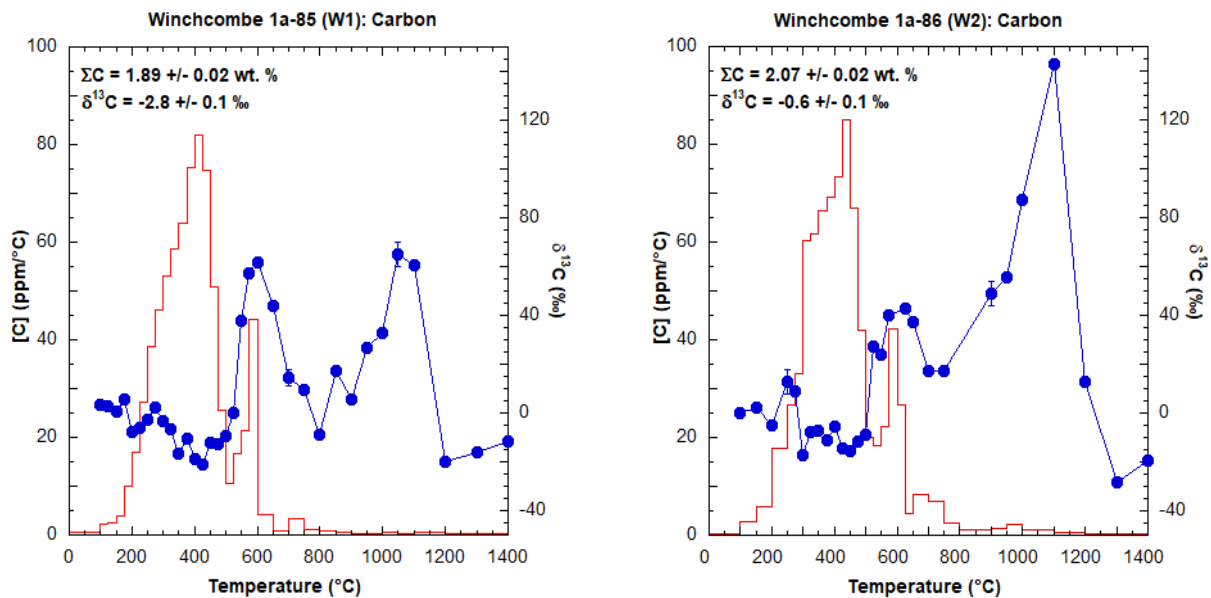 Winchcombe 1a-85 (W1): Carbon
ΣC = 1.89 +/- 0.02 wt. %
δ¹³C = -2.8 +/- 0.1 ‰
100
80
60
40
20
0
[C] (ppm/°C)
120
80
40
0
-40
δ ¹³C (‰)
0 200 400 600 800 1000 1200 1400
Temperature (°C)
Winchcombe 1a-86 (W2): Carbon
ΣC = 2.07 +/- 0.02 wt. %
δ¹³C = -0.6 +/- 0.1 ‰
100
80
60
40
20
0
[C] (ppm/°C)
120
80
40
0
-40
δ ¹³C (‰)
0 200 400 600 800 1000 1200 1400
Temperature (°C)